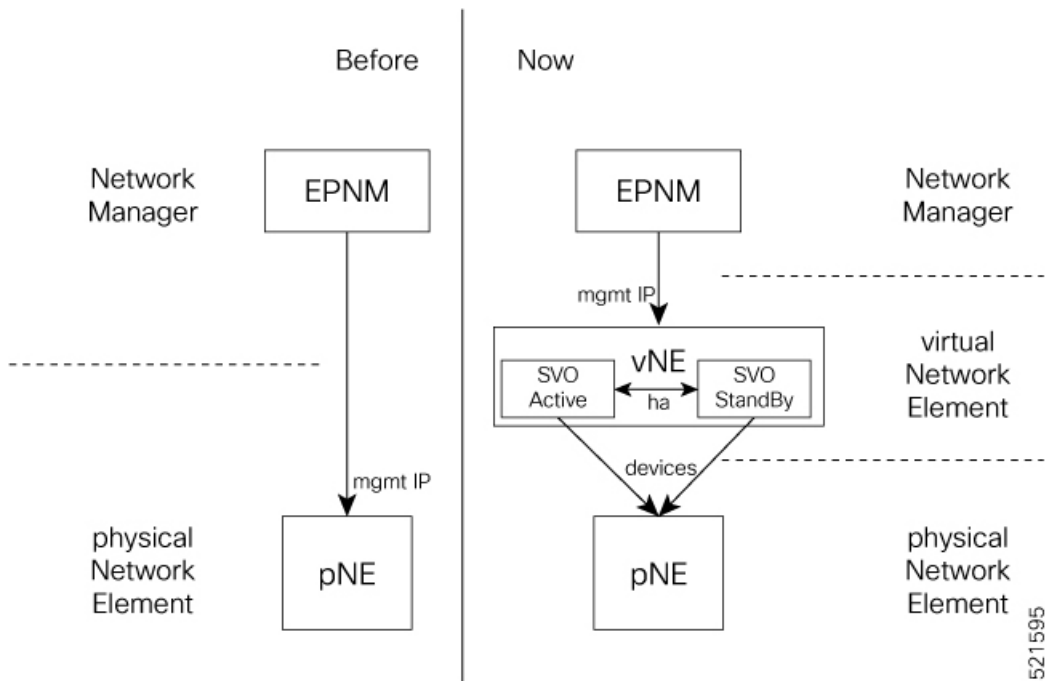 Before
Now
Network
Manager
EPNM
EPNM
Network
Manager
mgmt IP
mgmt IP
vNE
SVO
Active
ha
SVO
StandBy
virtual
Network
Element
devices
physical
Network
Element
pNE
pNE
physical
Network
Element
521595